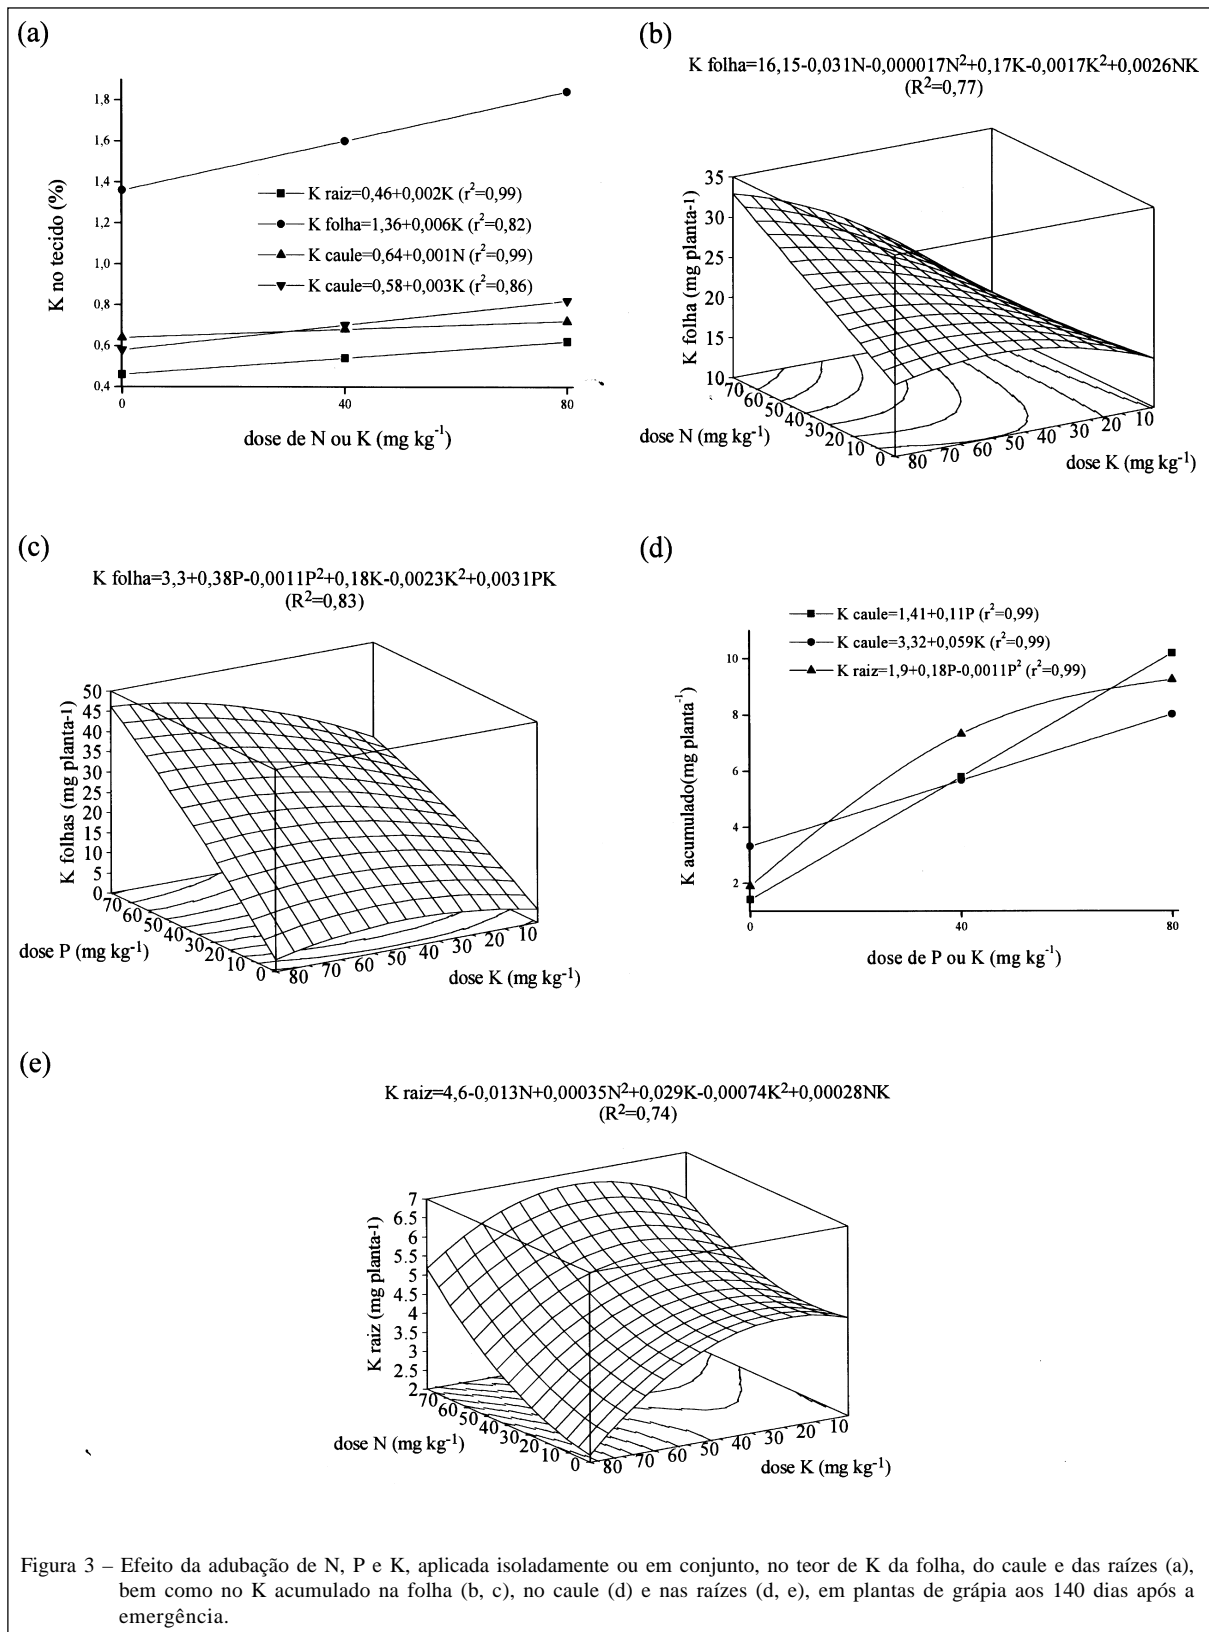 (a)
1,8
1,6
1,4
1,2
1,0
0,8
0,6
0,4
K no tecido (%)
K raiz=0,46+0,002K (r²=0,99)
K folha=1,36+0,006K (r²=0,82)
K caule=0,64+0,001N (r²=0,99)
K caule=0,58+0,003K (r²=0,86)
0 40 80
dose de N ou K (mg kg⁻¹)
(b)
K folha=16,15-0,031N-0,000017N²+0,17K-0,0017K²+0,0026NK
(R²=0,77)
35
30
25
20
15
10
K folha (mg planta-1)
70 60 50 40 30 20 10 0
dose N (mg kg⁻¹)
80 70 60 50 40 30 20 10
dose K (mg kg⁻¹)
(c)
K folha=3,3+0,38P-0,0011P²+0,18K-0,0023K²+0,0031PK
(R²=0,83)
50
45
40
35
30
25
20
15
10
5
0
K folhas (mg planta-1)
70 60 50 40 30 20 10 0
dose P (mg kg⁻¹)
80 70 60 50 40 30 20 10
dose K (mg kg⁻¹)
(d)
K caule=1,41+0,11P (r²=0,99)
K caule=3,32+0,059K (r²=0,99)
K raiz=1,9+0,18P-0,0011P² (r²=0,99)
10
8
6
4
2
K acumulado(mg planta⁻¹)
0 40 80
dose de P ou K (mg kg⁻¹)
(e)
K raiz=4,6-0,013N+0,00035N²+0,029K-0,00074K²+0,00028NK
(R²=0,74)
7
6.5
6
5.5
5
4.5
4
3.5
3
2.5
2
K raiz (mg planta-1)
70 60 50 40 30 20 10 0
dose N (mg kg⁻¹)
80 70 60 50 40 30 20 10
dose K (mg kg⁻¹)
Figura 3 – Efeito da adubação de N, P e K, aplicada isoladamente ou em conjunto, no teor de K da folha, do caule e das raízes (a),
bem como no K acumulado na folha (b, c), no caule (d) e nas raízes (d, e), em plantas de grápia aos 140 dias após a
emergência.